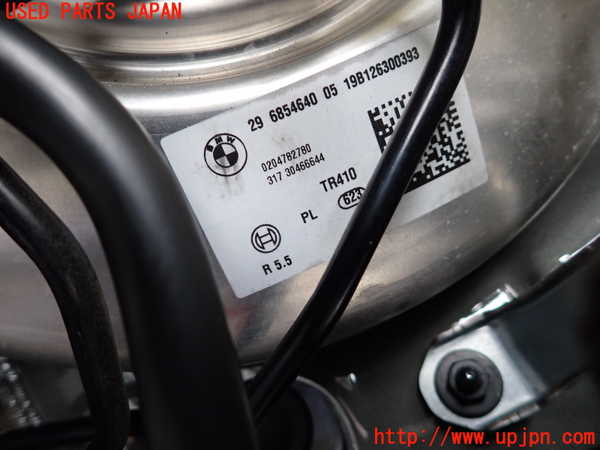 USED PARTS JAPAN
BMW
29 6854640 05 19B126300393
0204782780
317 30466644
TR410
PL
623
R 5.5
http://www.upjpn.com/